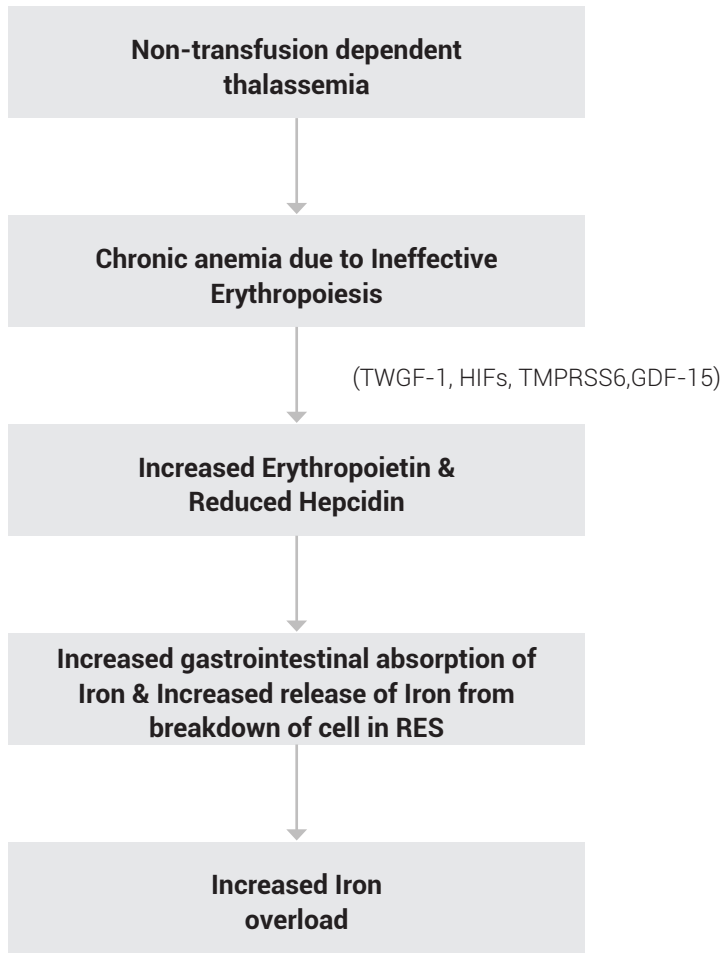 Non-transfusion dependent
thalassemia
Chronic anemia due to Ineffective
Erythropoiesis
(TWGF-1, HIFs, TMPRSS6,GDF-15)
Increased Erythropoietin &
Reduced Hepcidin
Increased gastrointestinal absorption of
Iron & Increased release of Iron from
breakdown of cell in RES
Increased Iron
overload